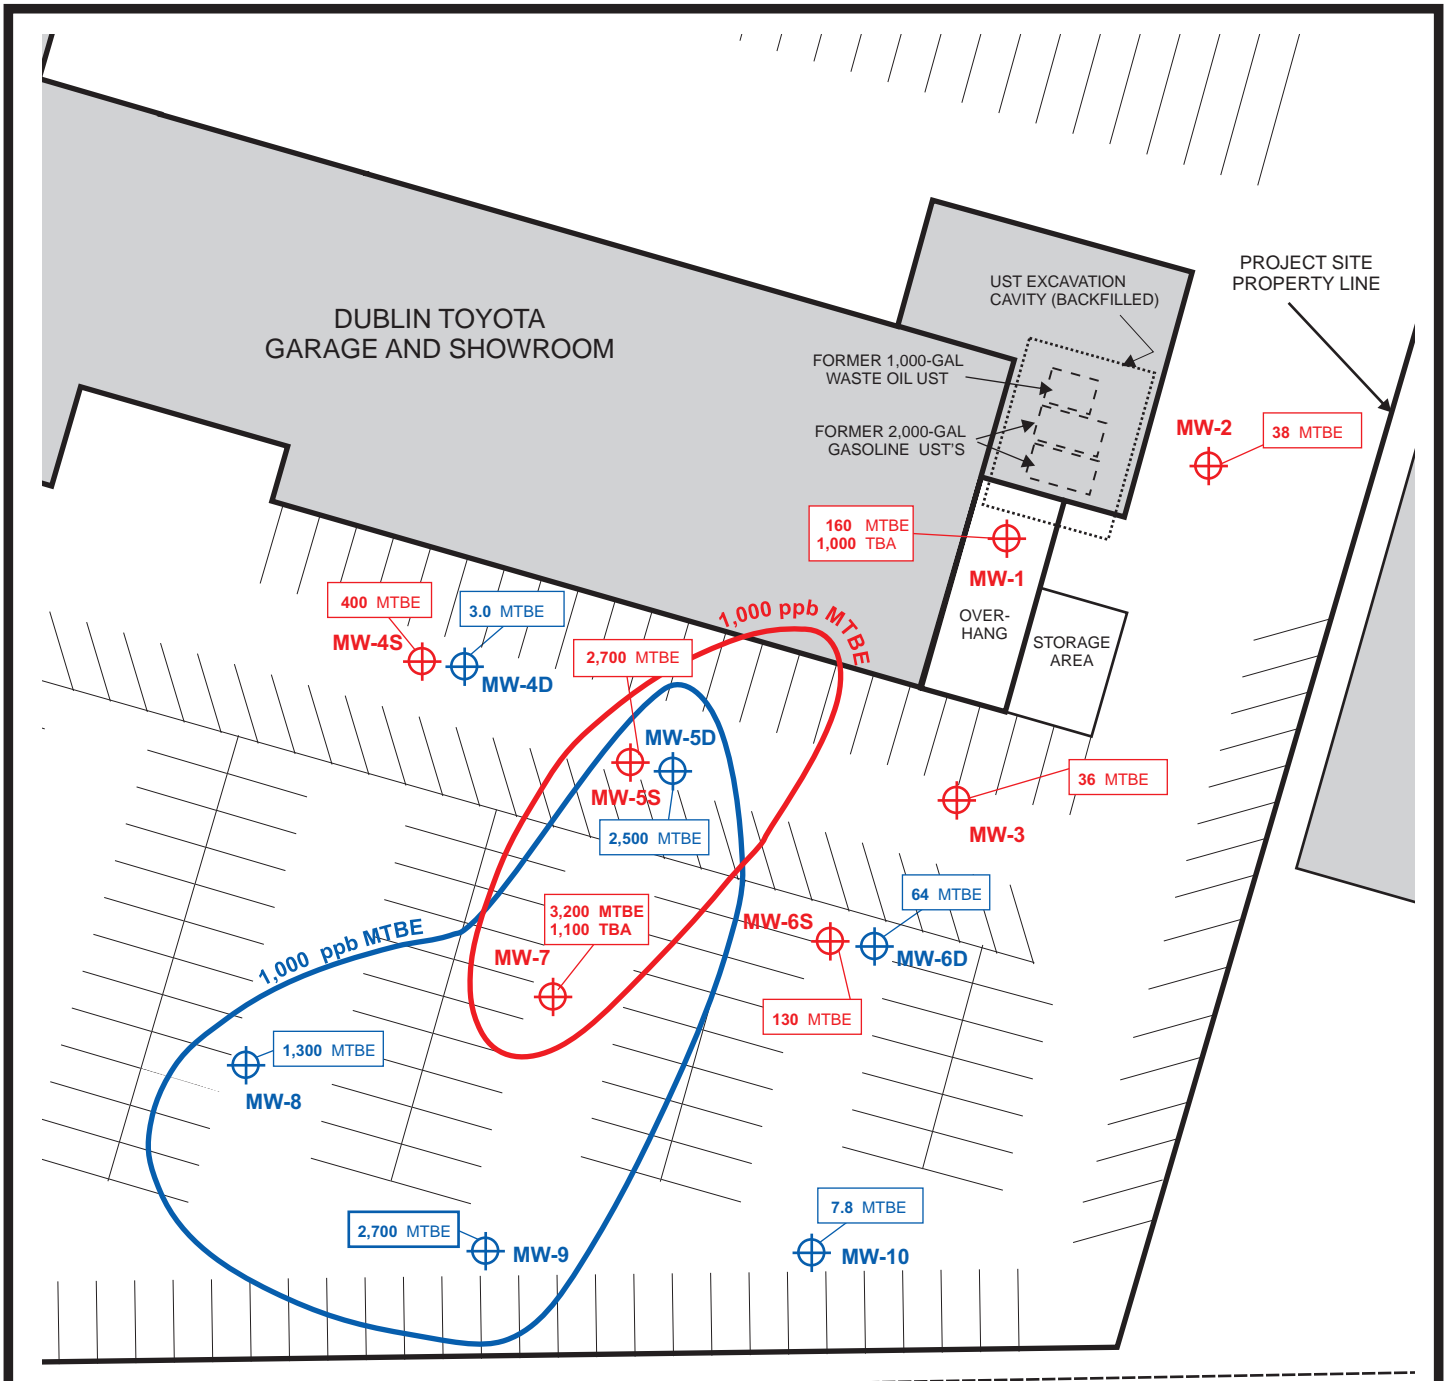 PROJECT SITE
PROPERTY LINE
UST EXCAVATION
CAVITY (BACKFILLED)
DUBLIN TOYOTA
GARAGE AND SHOWROOM
FORMER 1,000-GAL
WASTE OIL UST
FORMER 2,000-GAL
GASOLINE UST'S
MW-2
38 MTBE
160 MTBE
1,000 TBA
MW-1
OVER-
HANG
STORAGE
AREA
400 MTBE
3.0 MTBE
MW-4S
MW-4D
1,000 ppb MTBE
2,700 MTBE
MW-5D
MW-5S
2,500 MTBE
36 MTBE
MW-3
64 MTBE
MW-6S
MW-6D
130 MTBE
3,200 MTBE
1,100 TBA
MW-7
1,000 ppb MTBE
1,300 MTBE
MW-8
7.8 MTBE
2,700 MTBE
MW-9
MW-10